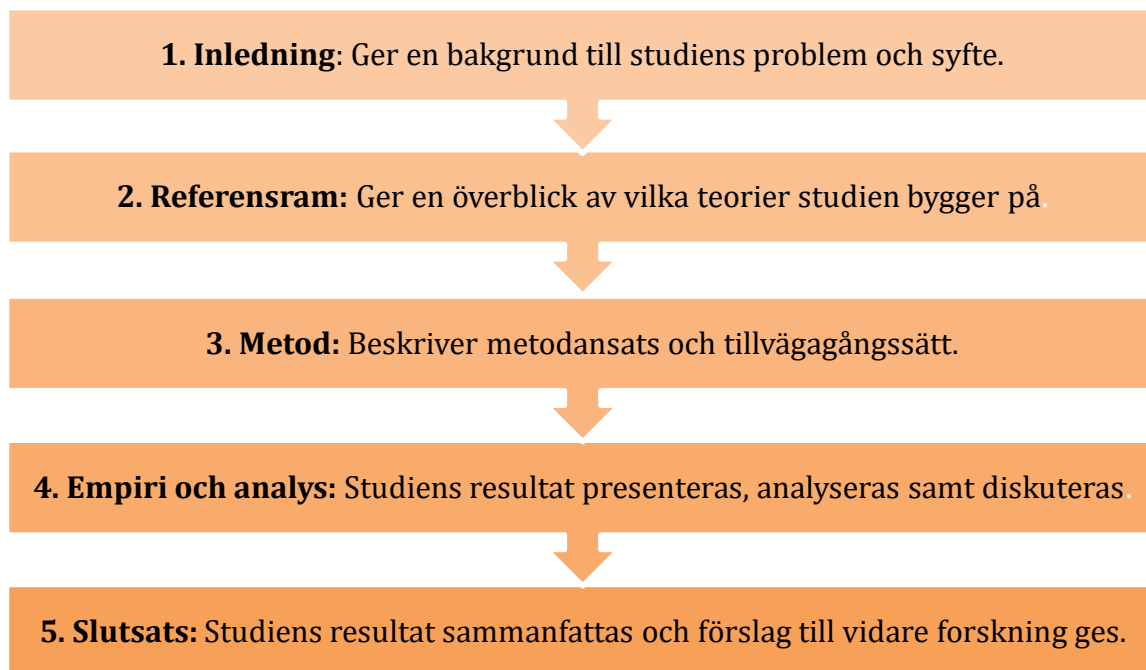 1. Inledning: Ger en bakgrund till studiens problem och syfte.
2. Referensram: Ger en överblick av vilka teorier studien bygger på.
3. Metod: Beskriver metodansats och tillvägagångssätt.
4. Empiri och analys: Studiens resultat presenteras, analyseras samt diskuteras.
5. Slutsats: Studiens resultat sammanfattas och förslag till vidare forskning ges.